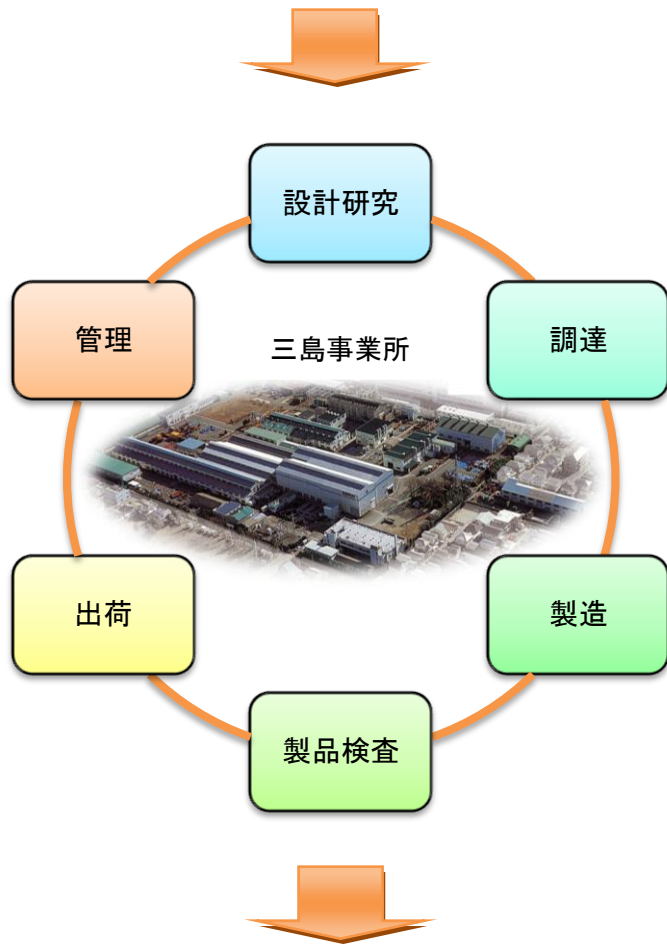 設計研究
管理
三島事業所
調達
出荷
製造
製品検査